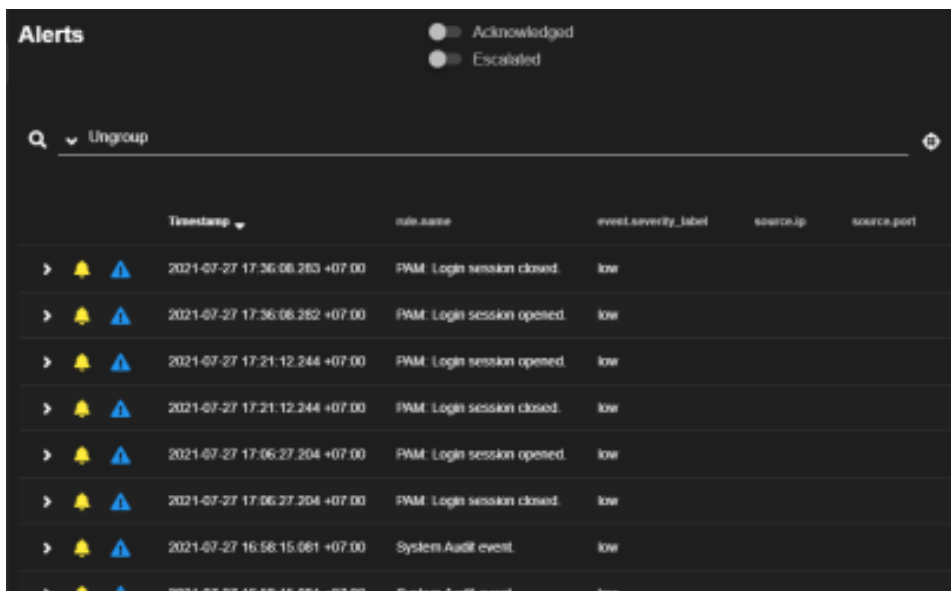 Alerts
Acknowledged
Escalated
Ungroup
Timestamp rule.name event.severity_label source.ip source.port
2021-07-27 17:36:08.283 +07:00 PAM: Login session closed. low
2021-07-27 17:36:08.282 +07:00 PAM: Login session opened. low
2021-07-27 17:21:12.244 +07:00 PAM: Login session opened. low
2021-07-27 17:21:12.244 +07:00 PAM: Login session closed. low
2021-07-27 17:06:27.204 +07:00 PAM: Login session opened. low
2021-07-27 17:06:27.204 +07:00 PAM: Login session closed. low
2021-07-27 16:58:15.081 +07:00 System Audit event. low